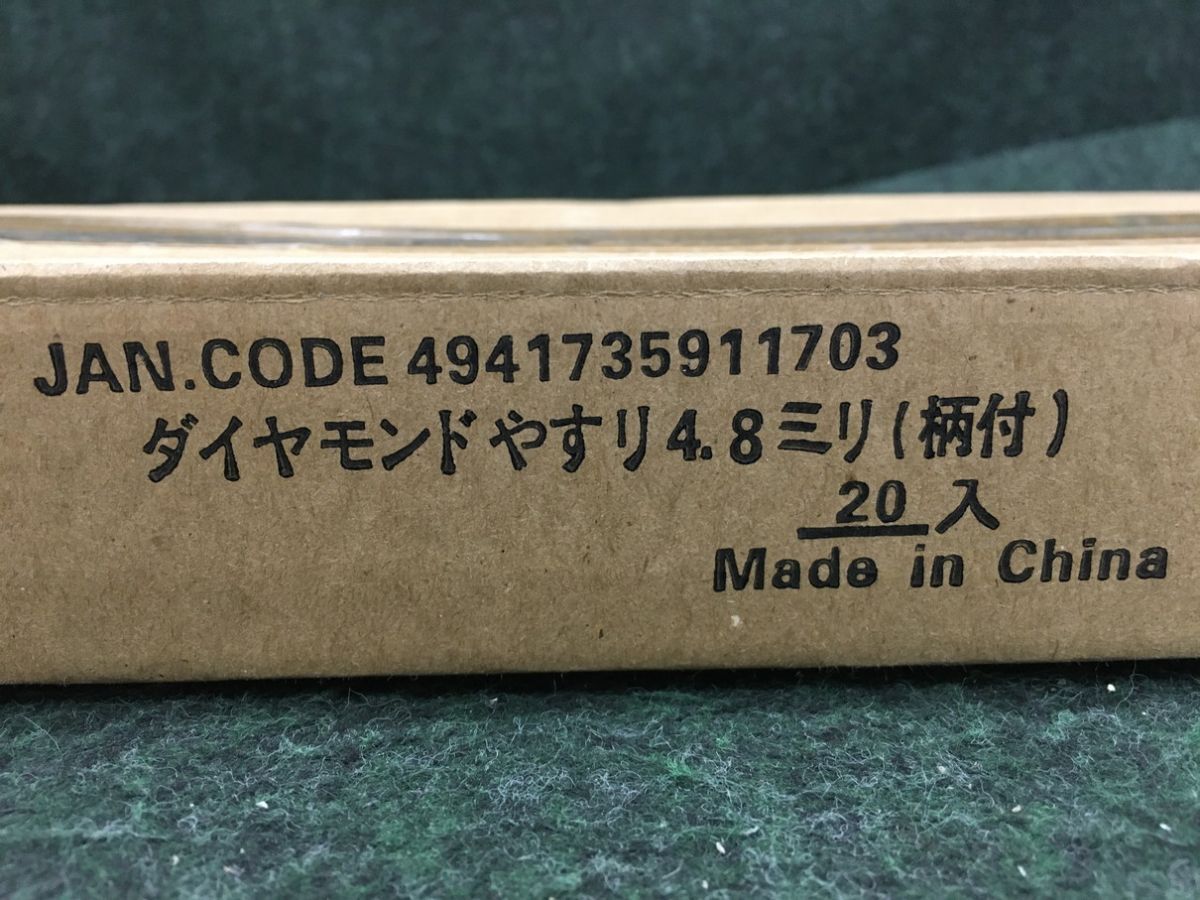 JAN.CODE 4941735911703
ダイヤモンドやすり4.8ミリ(柄付)
20入
Made in China